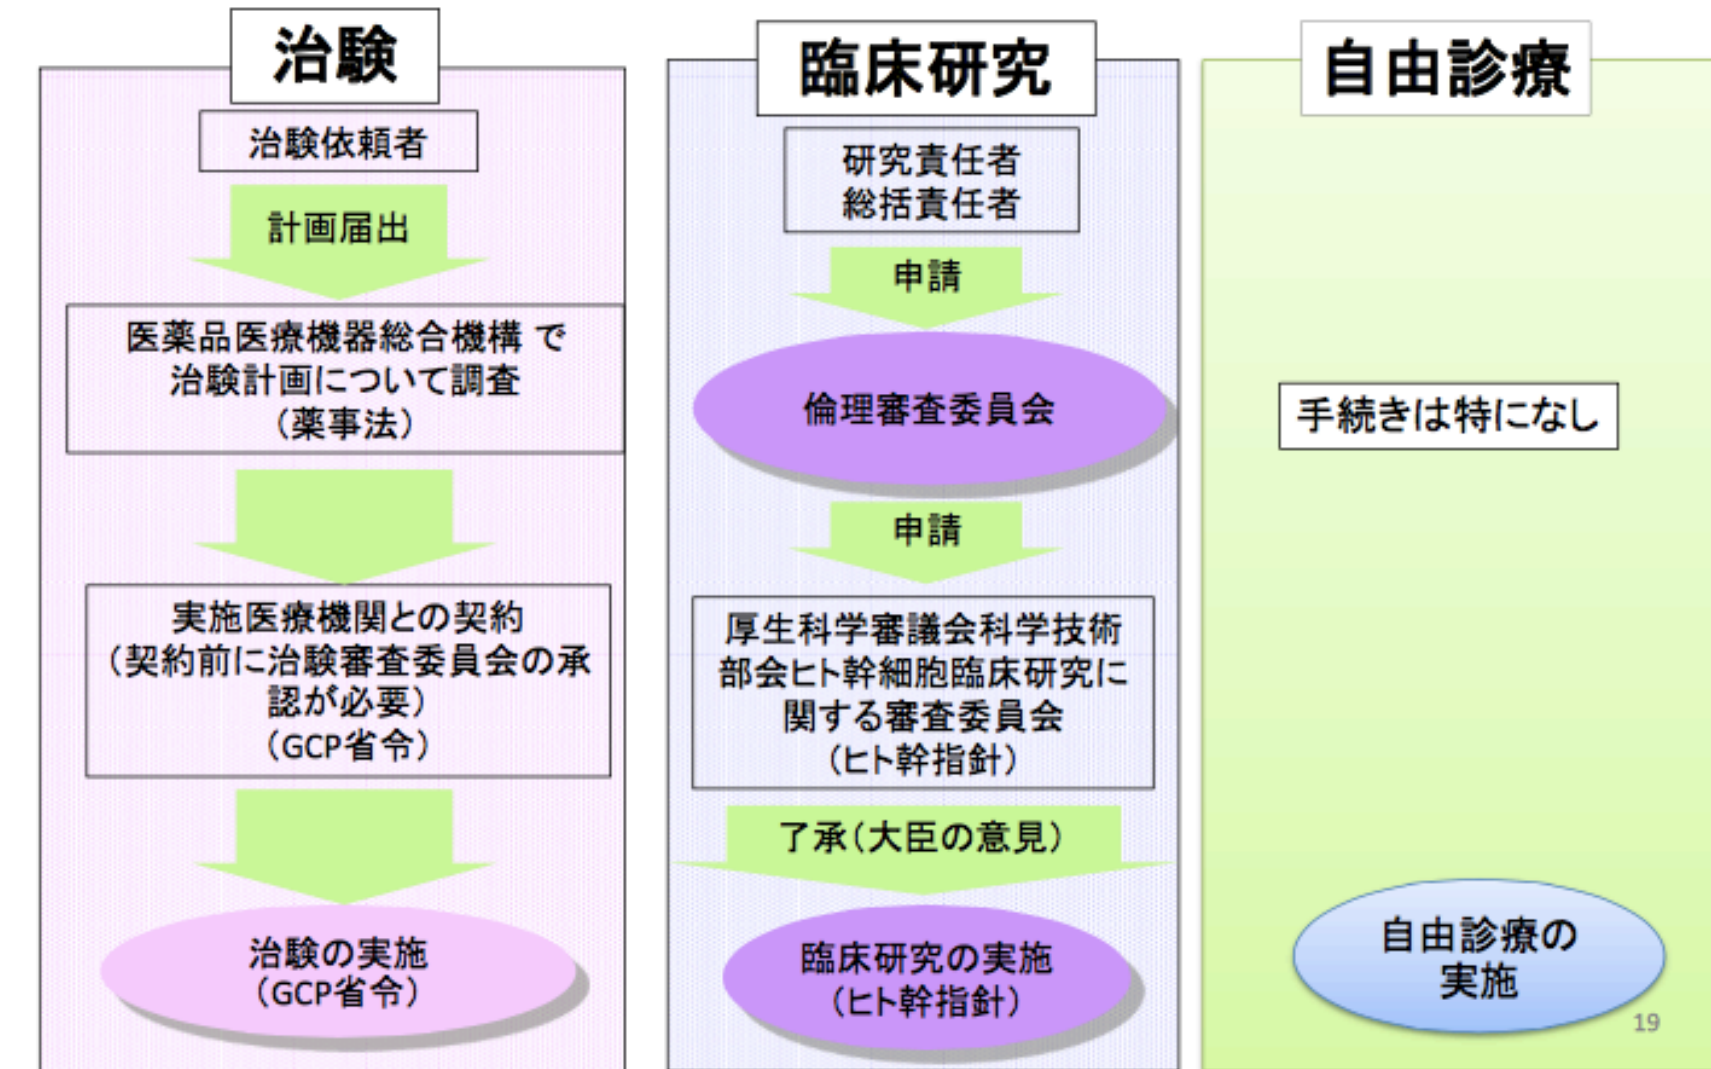 治験
治験依頼者
計画届出
医薬品医療機器総合機構 で
治験計画について調査
（薬事法）
実施医療機関との契約
（契約前に治験審査委員会の承
認が必要）
（GCP省令）
治験の実施
（GCP省令）
臨床研究
研究責任者
総括責任者
申請
倫理審査委員会
申請
厚生科学審議会科学技術
部会ヒト幹細胞臨床研究に
関する審査委員会
（ヒト幹指針）
了承（大臣の意見）
臨床研究の実施
（ヒト幹指針）
自由診療
手続きは特になし
自由診療の
実施
19